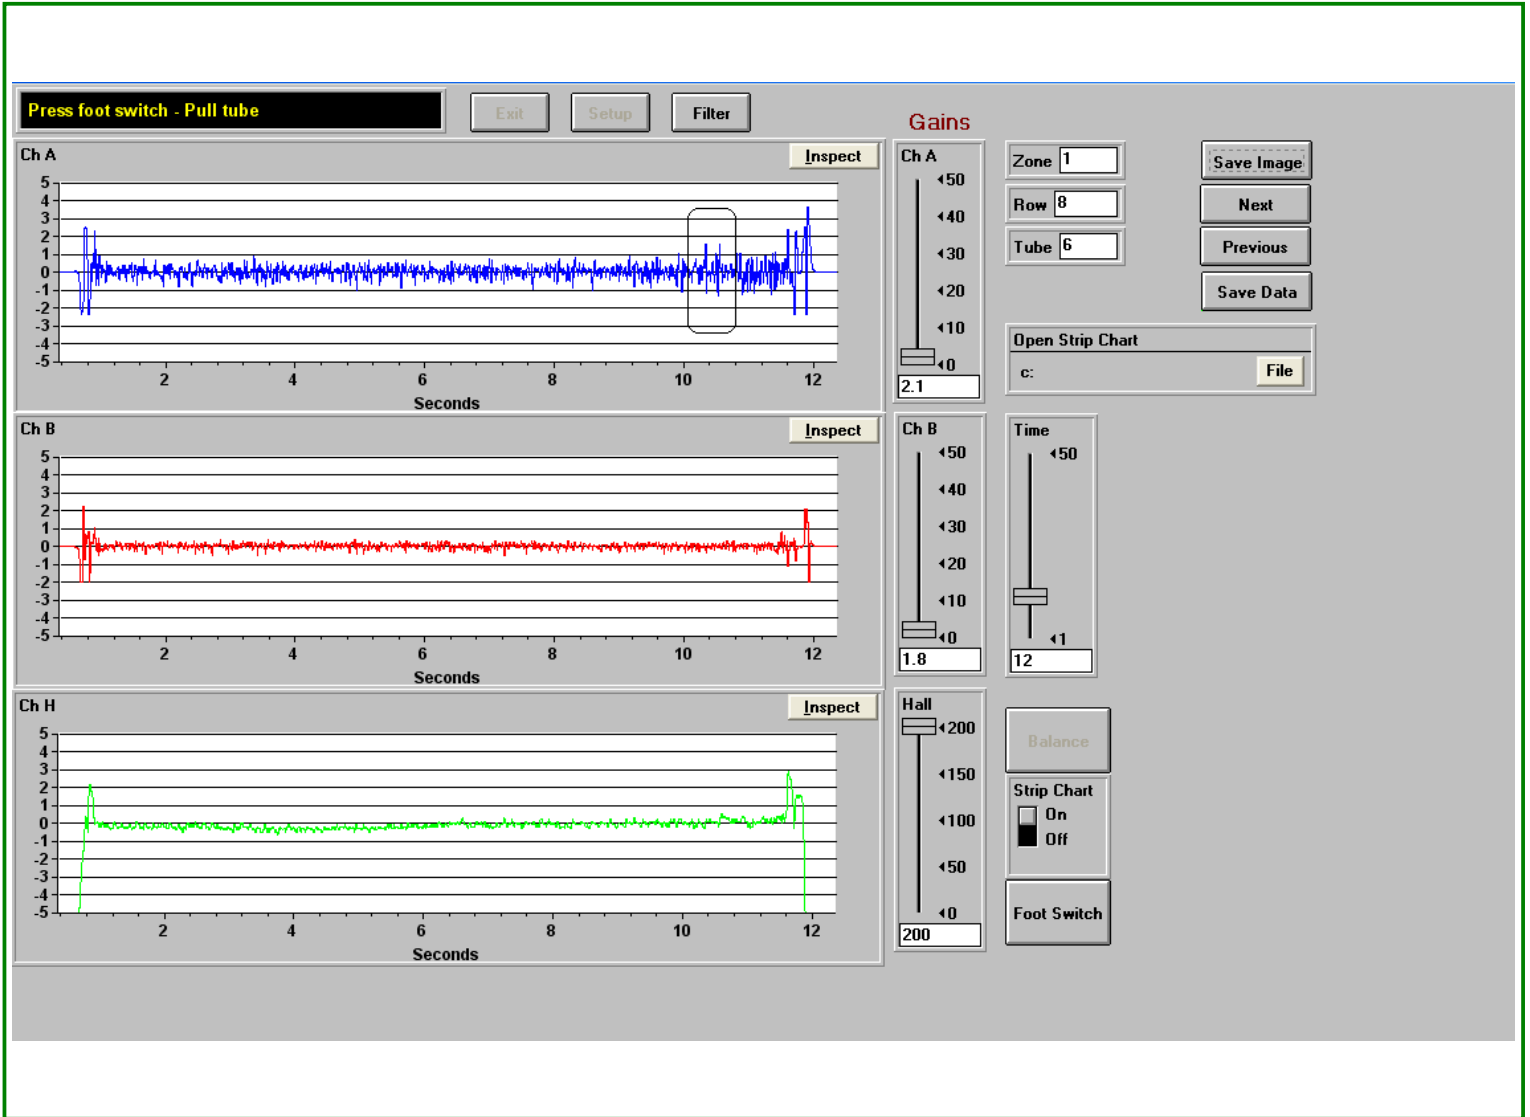 Press foot switch - Pull tube
Exit
Setup
Filter
Gains
Ch A
Inspect
5
4
3
2
1
0
-1
-2
-3
-4
-5
2
4
6
8
10
12
Seconds
Ch A
50
40
30
20
10
0
2.1
Zone 1
Row 8
Tube 6
Save Image
Next
Previous
Save Data
Open Strip Chart
c:
File
Ch B
Inspect
5
4
3
2
1
0
-1
-2
-3
-4
-5
2
4
6
8
10
12
Seconds
Ch B
50
40
30
20
10
0
1.8
Time
50
1
12
Ch H
Inspect
5
4
3
2
1
0
-1
-2
-3
-4
-5
2
4
6
8
10
12
Seconds
Hall
200
150
100
50
0
200
Balance
Strip Chart
On
Off
Foot Switch